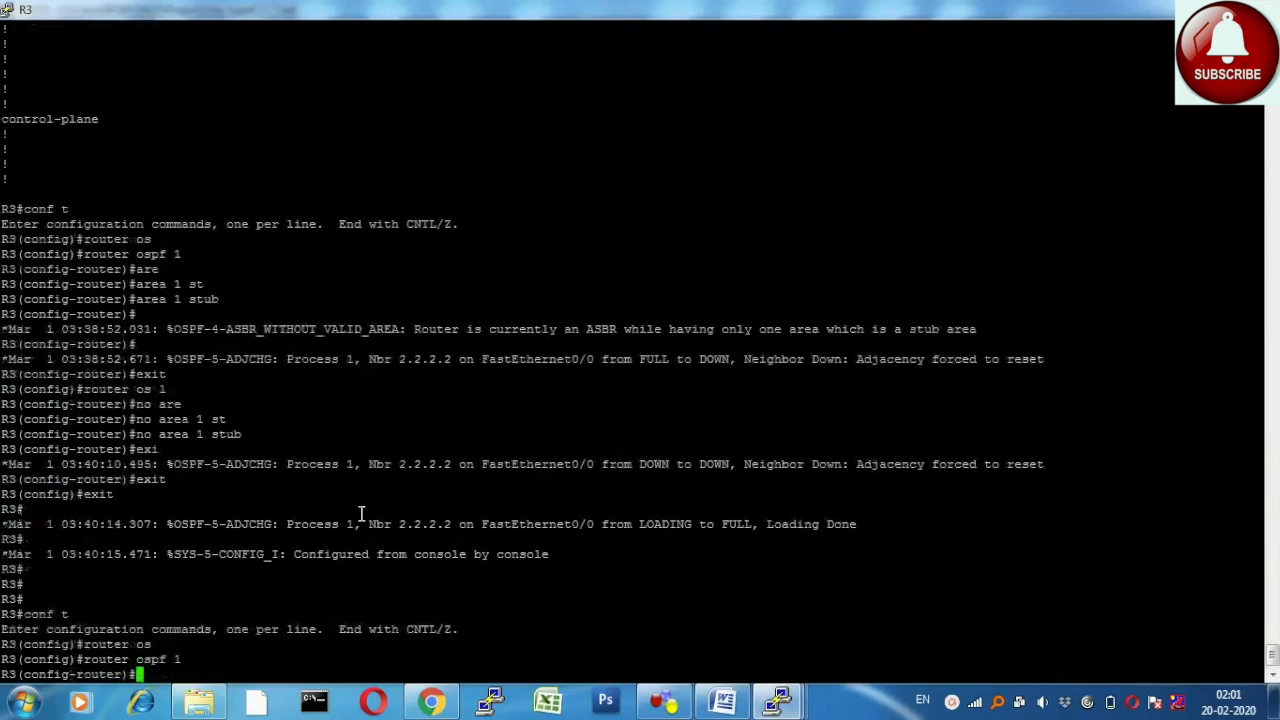 R3
SUBSCRIBE
!
!
!
!
!
!
control-plane
!
!
!
!
R3#conf t
Enter configuration commands, one per line.  End with CNTL/Z.
R3(config)#router os
R3(config)#router ospf 1
R3(config-router)#are
R3(config-router)#area 1 st
R3(config-router)#area 1 stub
R3(config-router)#
*Mar  1 03:38:52.031: %OSPF-4-ASBR_WITHOUT_VALID_AREA: Router is currently an ASBR while having only one area which is a stub area
R3(config-router)#
*Mar  1 03:38:52.671: %OSPF-5-ADJCHG: Process 1, Nbr 2.2.2.2 on FastEthernet0/0 from FULL to DOWN, Neighbor Down: Adjacency forced to reset
R3(config-router)#exit
R3(config)#router os 1
R3(config-router)#no are
R3(config-router)#no area 1 st
R3(config-router)#no area 1 stub
R3(config-router)#exi
*Mar  1 03:40:10.495: %OSPF-5-ADJCHG: Process 1, Nbr 2.2.2.2 on FastEthernet0/0 from DOWN to DOWN, Neighbor Down: Adjacency forced to reset
R3(config-router)#exit
R3(config)#exit
R3#
*Mar  1 03:40:14.307: %OSPF-5-ADJCHG: Process 1, Nbr 2.2.2.2 on FastEthernet0/0 from LOADING to FULL, Loading Done
R3#
*Mar  1 03:40:15.471: %SYS-5-CONFIG_I: Configured from console by console
R3#
R3#
R3#
R3#conf t
Enter configuration commands, one per line.  End with CNTL/Z.
R3(config)#router os
R3(config)#router ospf 1
R3(config-router)#
Ps
EN
02:01
20-02-2020